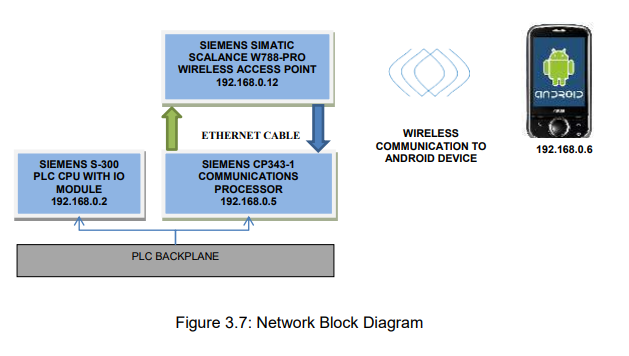 SIEMENS SIMATIC
SCALANCE W788-PRO
WIRELESS ACCESS POINT
192.168.0.12
ANDROID
ETHERNET CABLE
WIRELESS
COMMUNICATION TO
ANDROID DEVICE
192.168.0.6
SIEMENS S-300
PLC CPU WITH IO
MODULE
192.168.0.2
SIEMENS CP343-1
COMMUNICATIONS
PROCESSOR
192.168.0.5
PLC BACKPLANE
Figure 3.7: Network Block Diagram